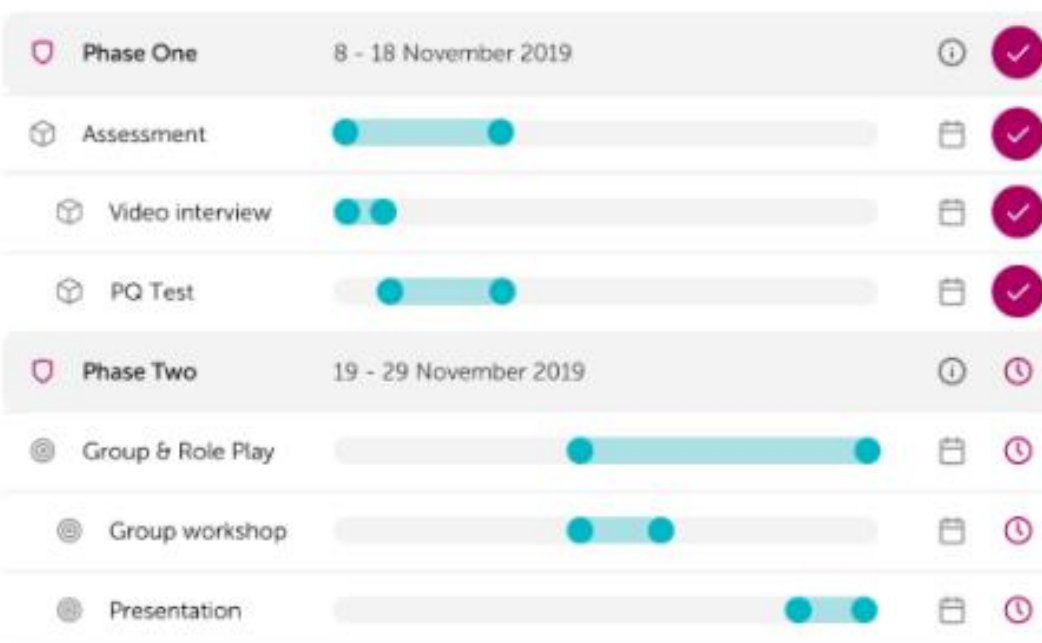 Phase One 8 - 18 November 2019
Assessment
Video interview
PQ Test
Phase Two 19 - 29 November 2019
Group & Role Play
Group workshop
Presentation